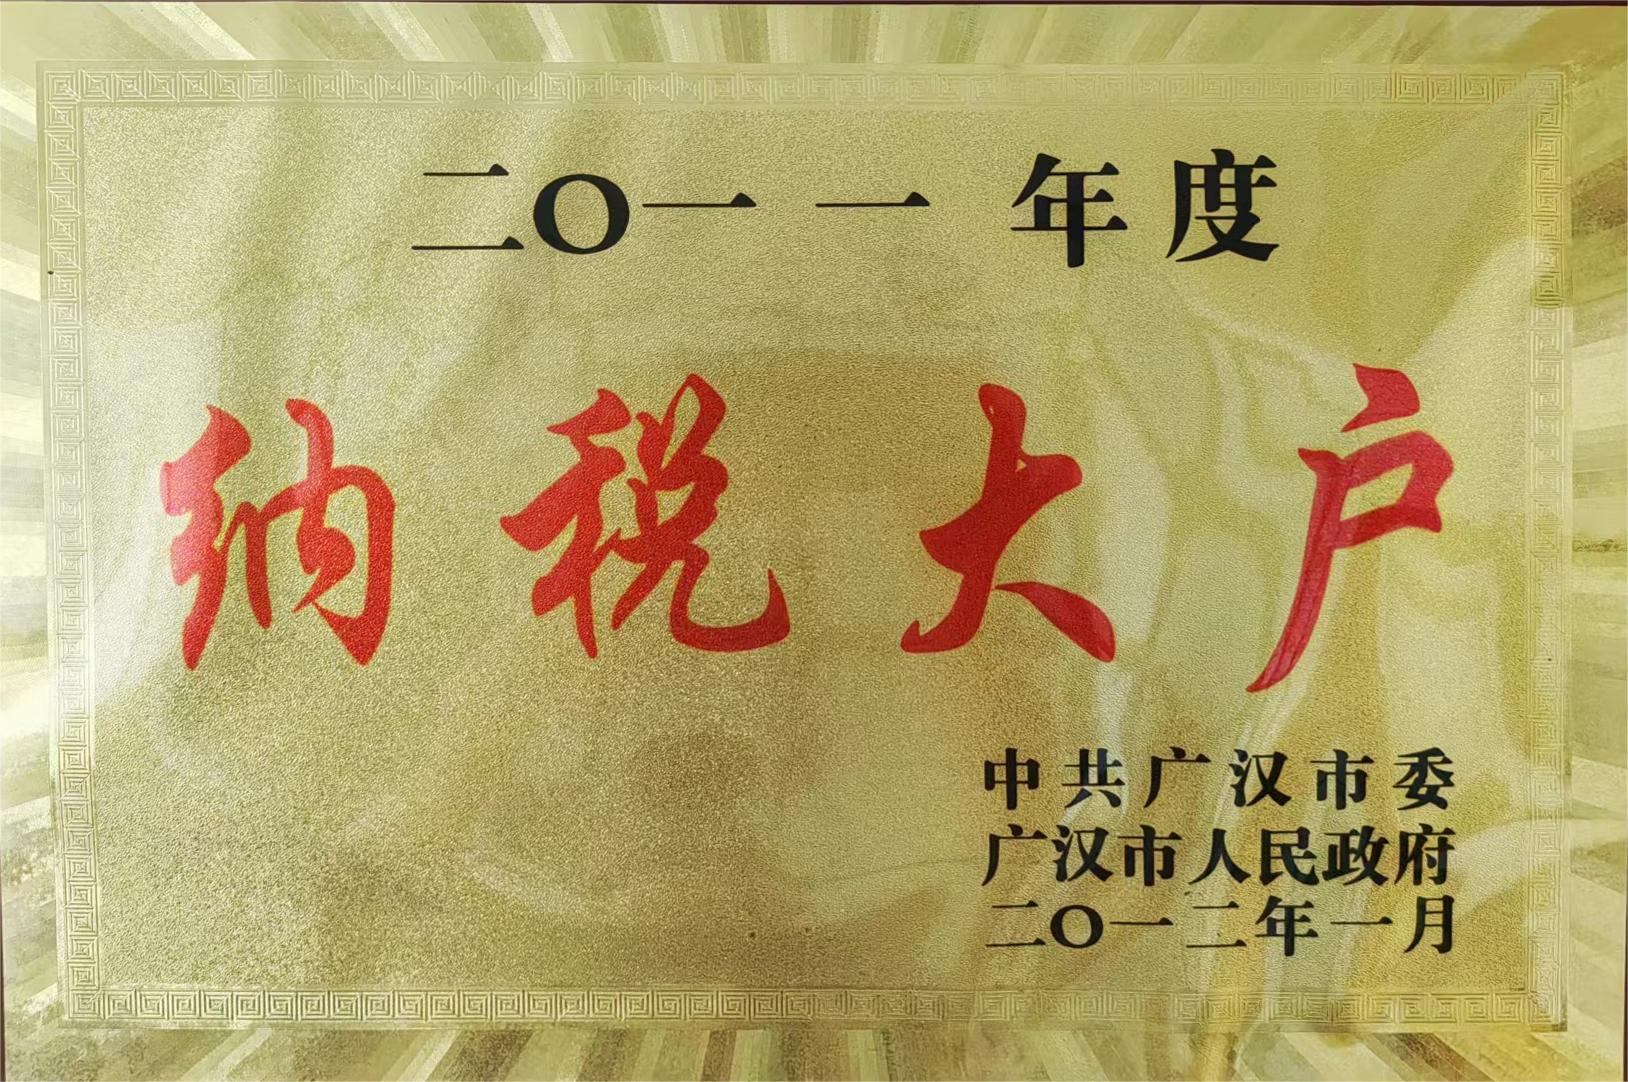 二〇一一年度
纳税大户
中共广汉市委
广汉市人民政府
二〇一二年一月